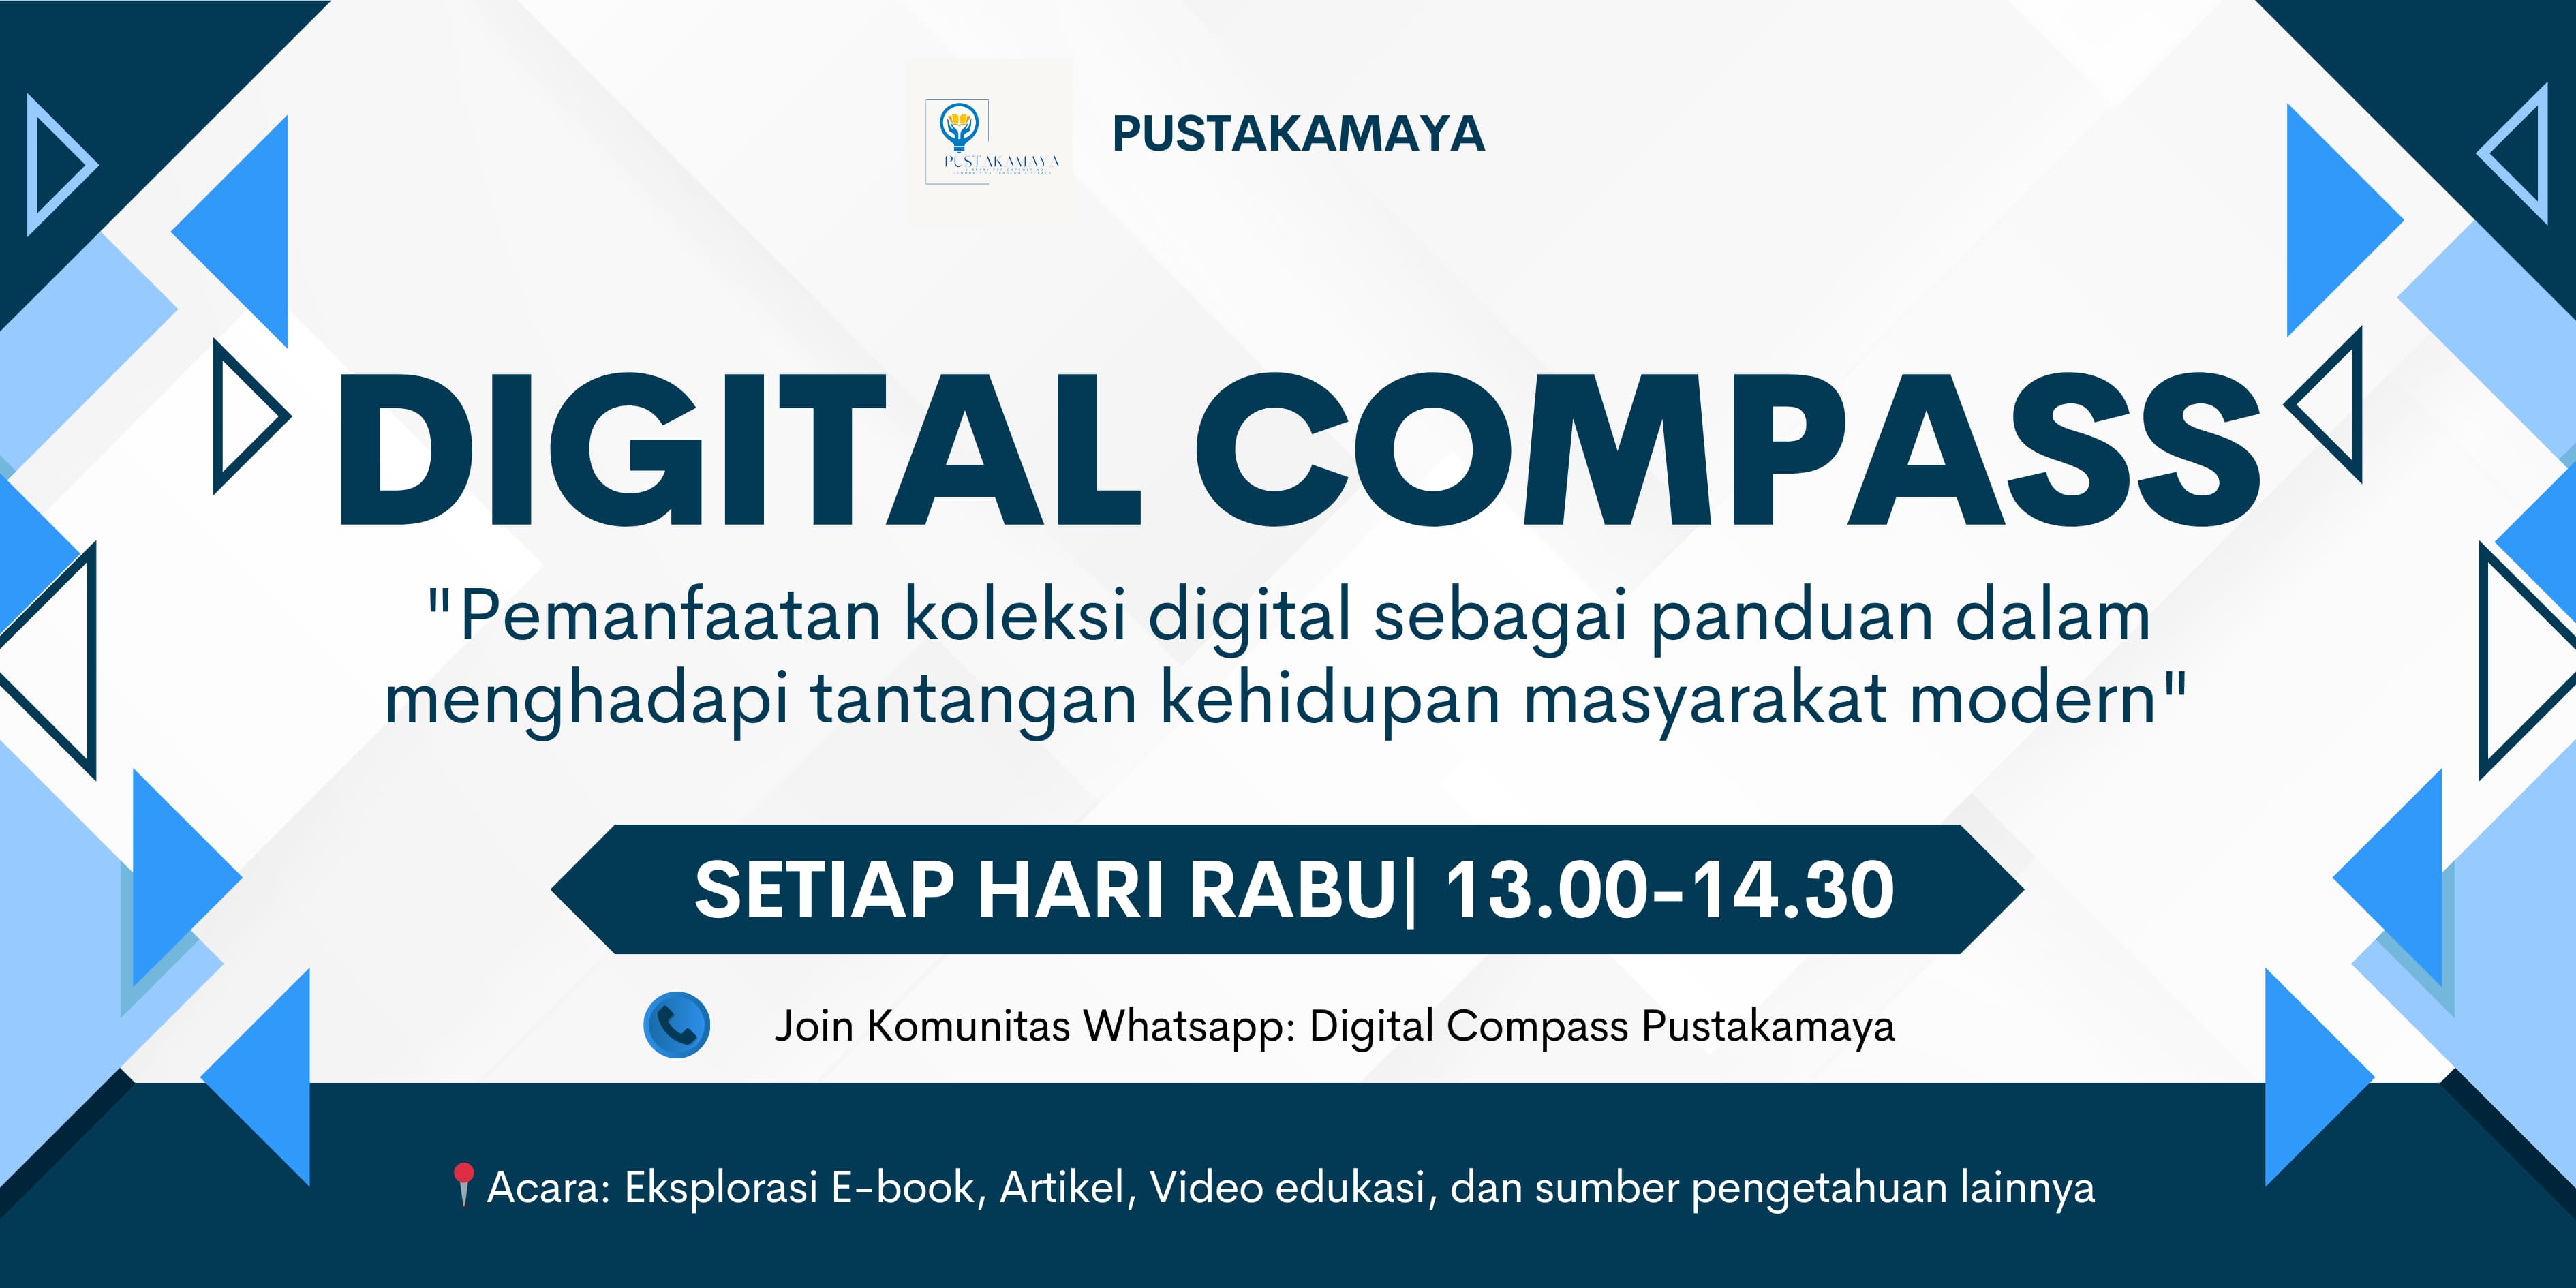 PUSTAKAMAYA
PUSTAKAMAYA
DIGITAL COMPASS
"Pemanfaatan koleksi digital sebagai panduan dalam
menghadapi tantangan kehidupan masyarakat modern"
SETIAP HARI RABU| 13.00-14.30
Join Komunitas Whatsapp: Digital Compass Pustakamaya
Acara: Eksplorasi E-book, Artikel, Video edukasi, dan sumber pengetahuan lainnya